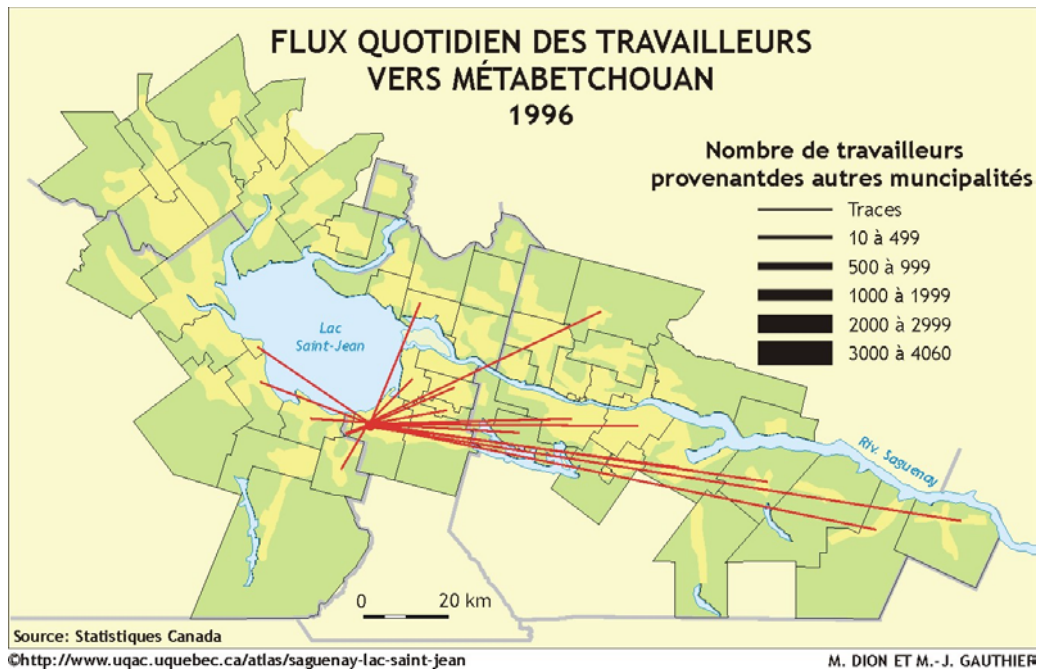 FLUX QUOTIDIEN DES TRAVAILLEURS
VERS MÉTABETCHOUAN
1996
Nombre de travailleurs
provenantdes autres muncipalités
Traces
10 à 499
500 à 999
1000 à 1999
2000 à 2999
3000 à 4060
Lac
Saint-Jean
Riv. Saguenay
0 20 km
Source: Statistiques Canada
©http://www.uqac.uquebec.ca/atlas/saguenay-lac-saint-jean
M. DION ET M.- J. GAUTHIER